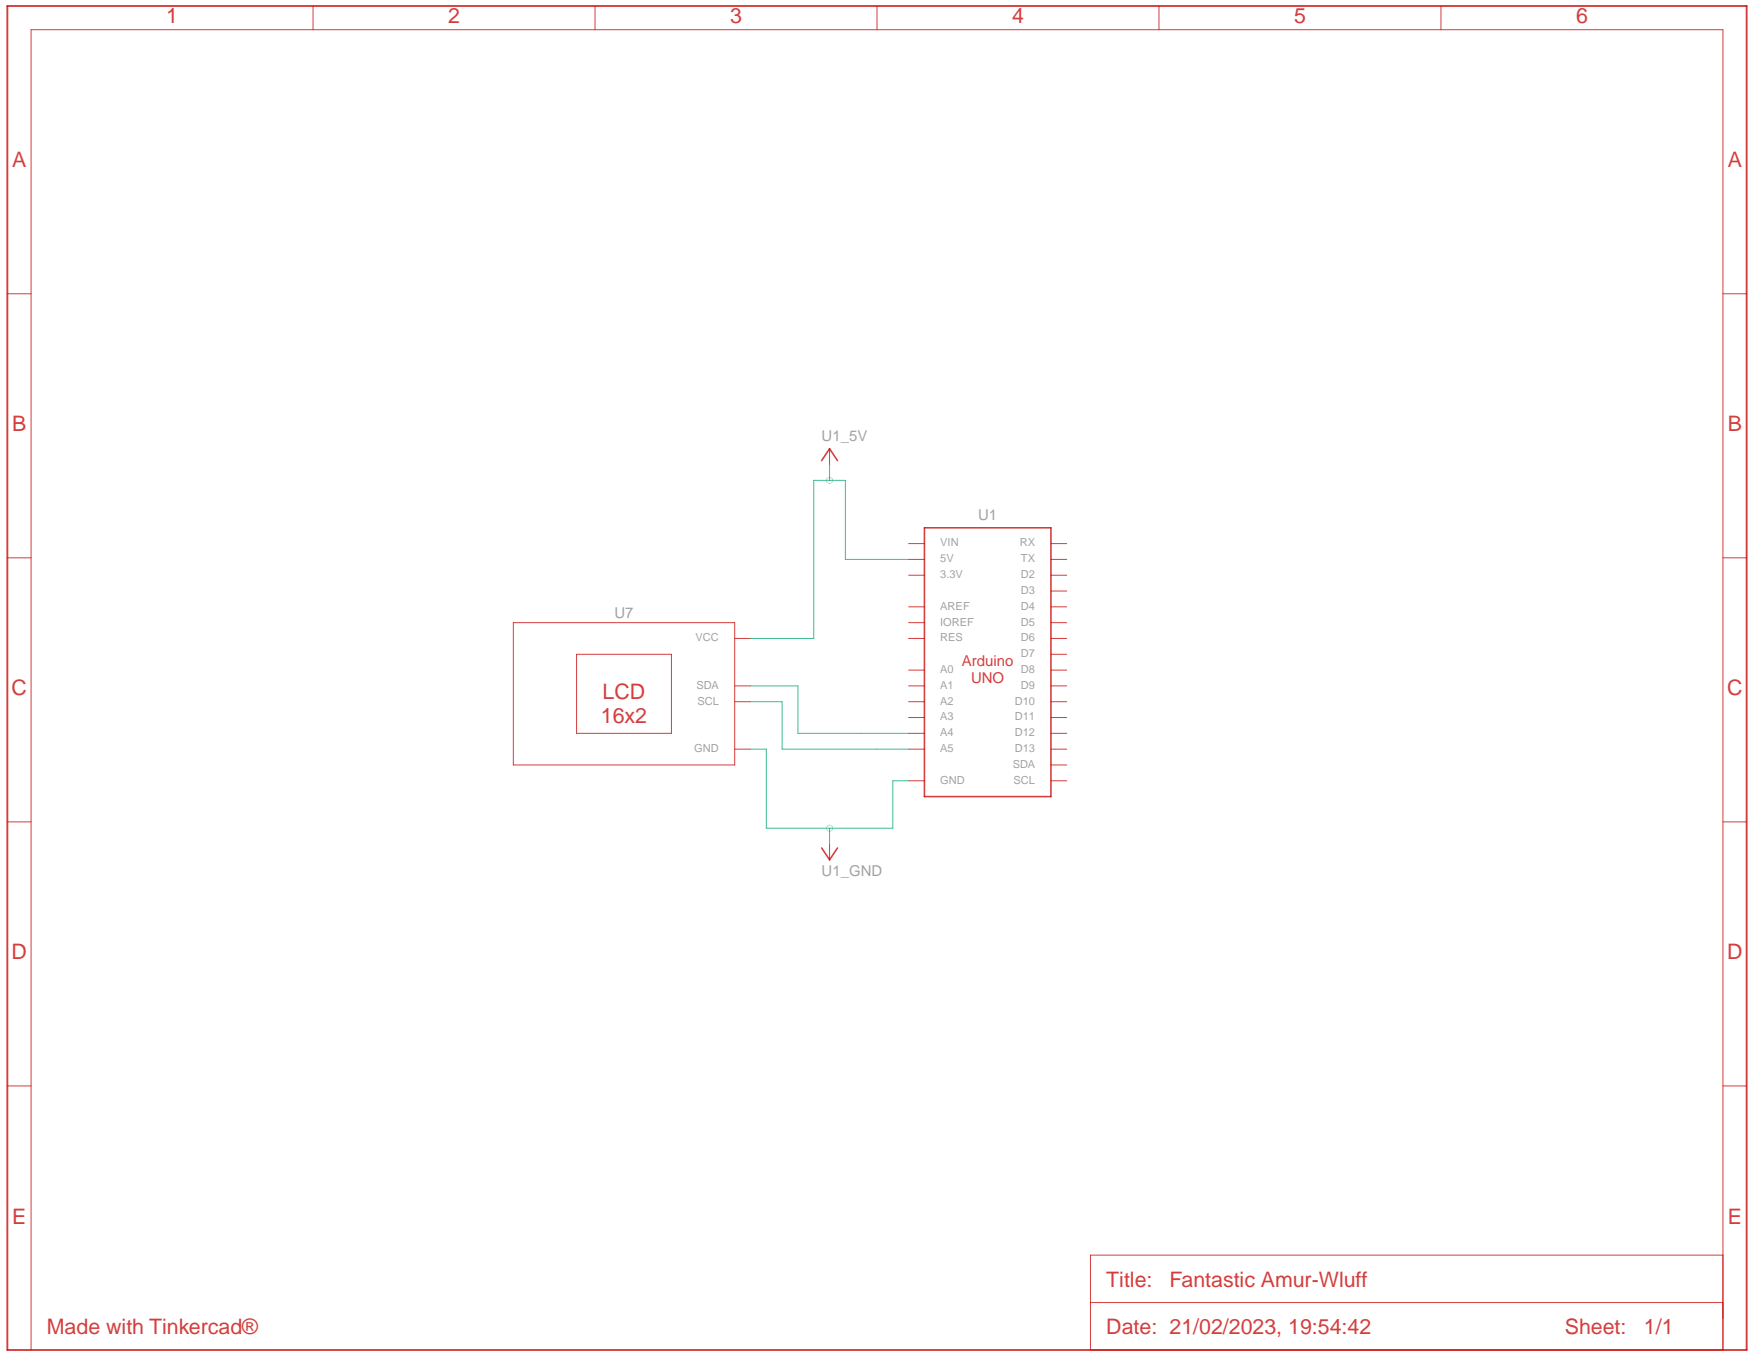 1 2 3 4 5 6
A A
B B
U1_5V
U1
VIN RX
5V TX
3.3V D2
D3
AREF D4
IOREF D5
RES D6
D7
A0 D8
A1 D9
A2 D10
A3 D11
A4 D12
A5 D13
SDA
GND SCL
Arduino
UNO
U7
VCC
SDA
SCL
GND
LCD
16x2
C C
U1_GND
D D
E E
Title: Fantastic Amur-Wluff
Made with Tinkercad®
Date: 21/02/2023, 19:54:42 Sheet: 1/1